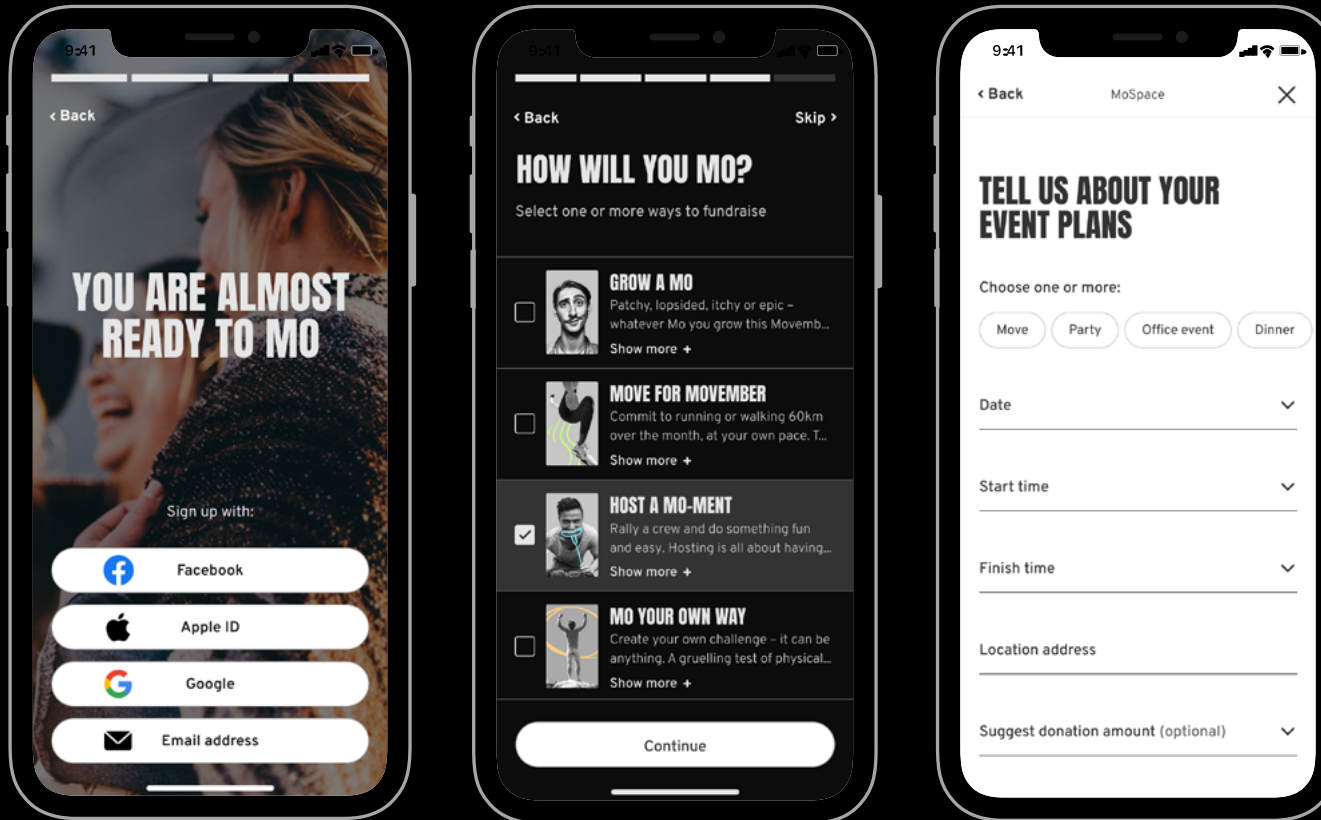 9:41
‹ Back
YOU ARE ALMOST
READY TO MO
Sign up with:
Facebook
Apple ID
Google
Email address
9:41
‹ Back
Skip ›
HOW WILL YOU MO?
Select one or more ways to fundraise
GROW A MO
Patchy, lopsided, itchy or epic –
whatever Mo you grow this Movemb...
Show more +
MOVE FOR MOVEMBER
Commit to running or walking 60km
over the month, at your own pace. T...
Show more +
HOST A MO-MENT
Rally a crew and do something fun
and easy. Hosting is all about having...
Show more +
MO YOUR OWN WAY
Create your own challenge – it can be
anything. A gruelling test of physical...
Show more +
Continue
9:41
‹ Back
MoSpace
TELL US ABOUT YOUR
EVENT PLANS
Choose one or more:
Move Party Office event Dinner
Date
Start time
Finish time
Location address
Suggest donation amount (optional)